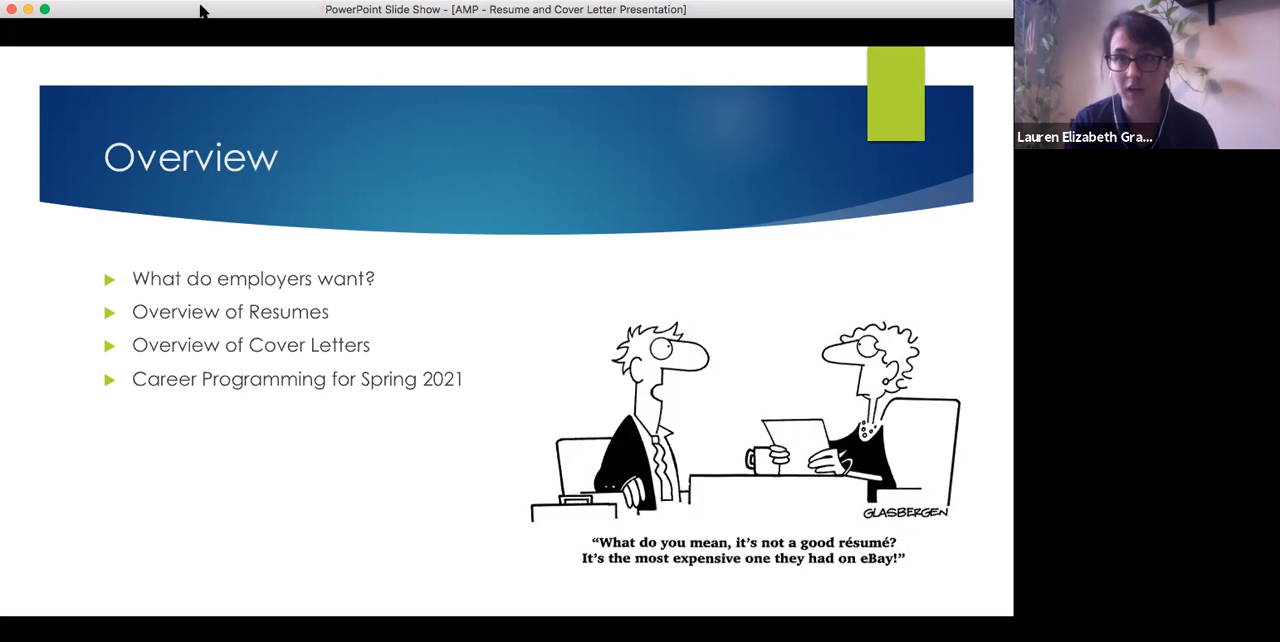 PowerPoint Slide Show - [AMP - Resume and Cover Letter Presentation]
Lauren Elizabeth Gra...
Overview
What do employers want?
Overview of Resumes
Overview of Cover Letters
Career Programming for Spring 2021
GLASBERGEN
“What do you mean, it's not a good résumé?
It's the most expensive one they had on eBay!”